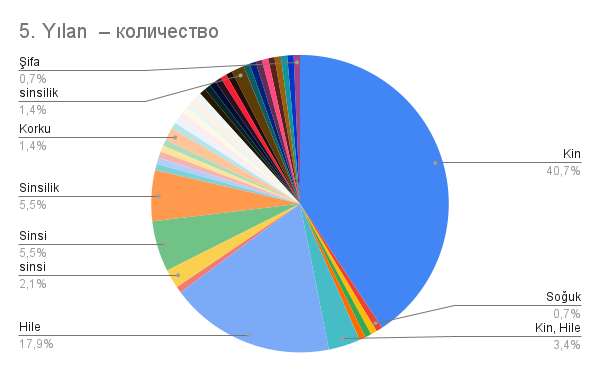 5. Yılan – количество
Şifa
0,7%
sinsilik
1,4%
Korku
1,4%
Sinsilik
5,5%
Sinsi
5,5%
sinsi
2,1%
Hile
17,9%
Kin
40,7%
Soğuk
0,7%
Kin, Hile
3,4%